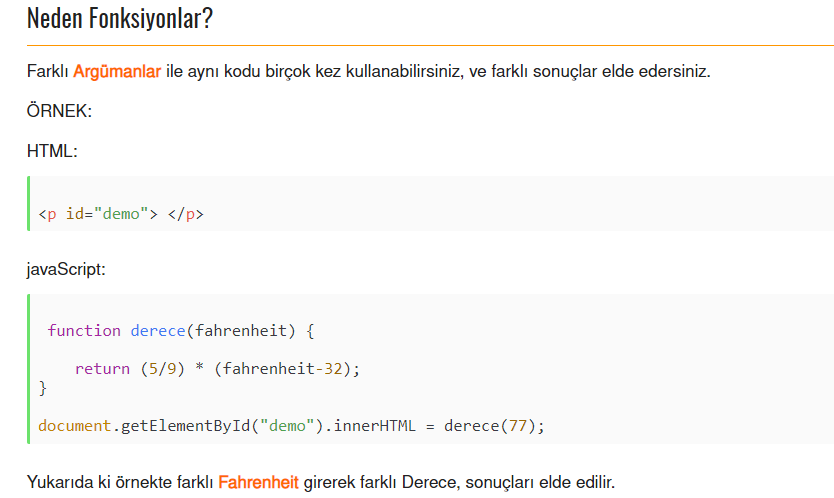 Neden Fonksiyonlar?
Farklı Argümanlar ile aynı kodu birçok kez kullanabilirsiniz, ve farklı sonuçlar elde edersiniz.
ÖRNEK:
HTML:
<p id="demo"> </p>
javaScript:
function derece(fahrenheit) {
return (5/9) * (fahrenheit-32);
}
document.getElementById("demo").innerHTML = derece(77);
Yukarıda ki örnekte farklı Fahrenheit girerek farklı Derece, sonuçları elde edilir.